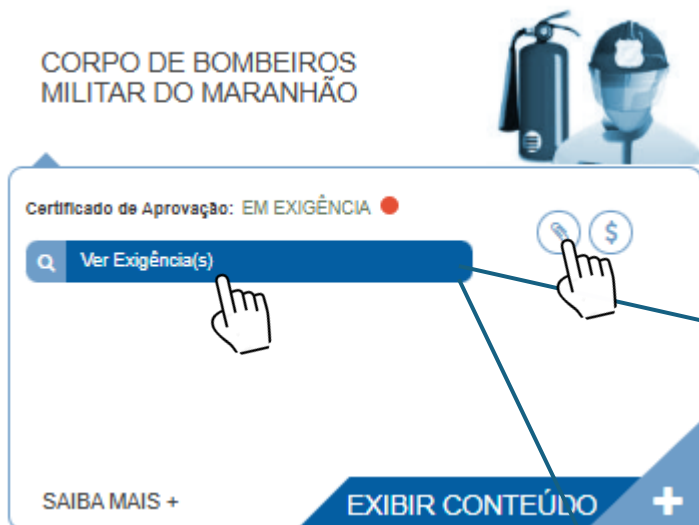 CORPO DE BOMBEIROS
MILITAR DO MARANHÃO
Certificado de Aprovação: EM EXIGÊNCIA
Ver Exigência(s)
$
SAIBA MAIS +
EXIBIR CONTEÚDO +